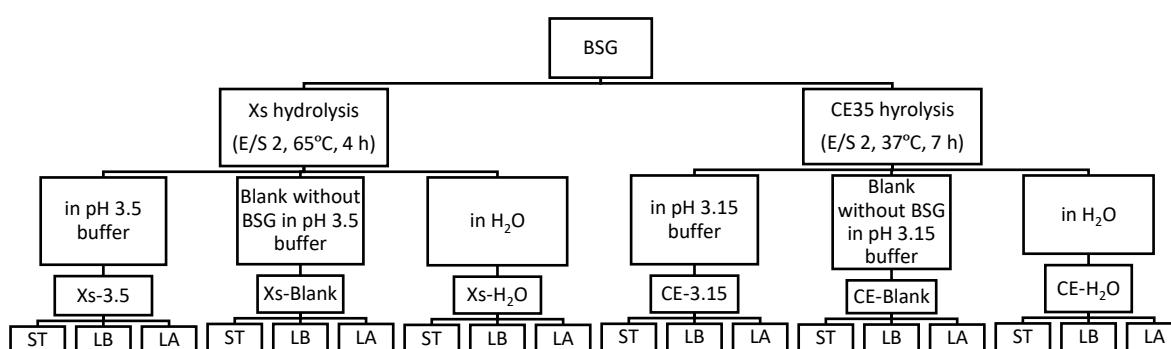 BSG
Xs hydrolysis
(E/S 2, 65°C, 4 h)
CE35 hyrolysis
(E/S 2, 37°C, 7 h)
in pH 3.5
buffer
Blank without
BSG in pH 3.5
buffer
in H₂O
in pH 3.15
buffer
Blank
without BSG
in pH 3.15
buffer
in H₂O
Xs-3.5
Xs-Blank
Xs-H₂O
CE-3.15
CE-Blank
CE-H₂O
ST LB LA ST LB LA ST LB LA ST LB LA ST LB LA ST LB LA